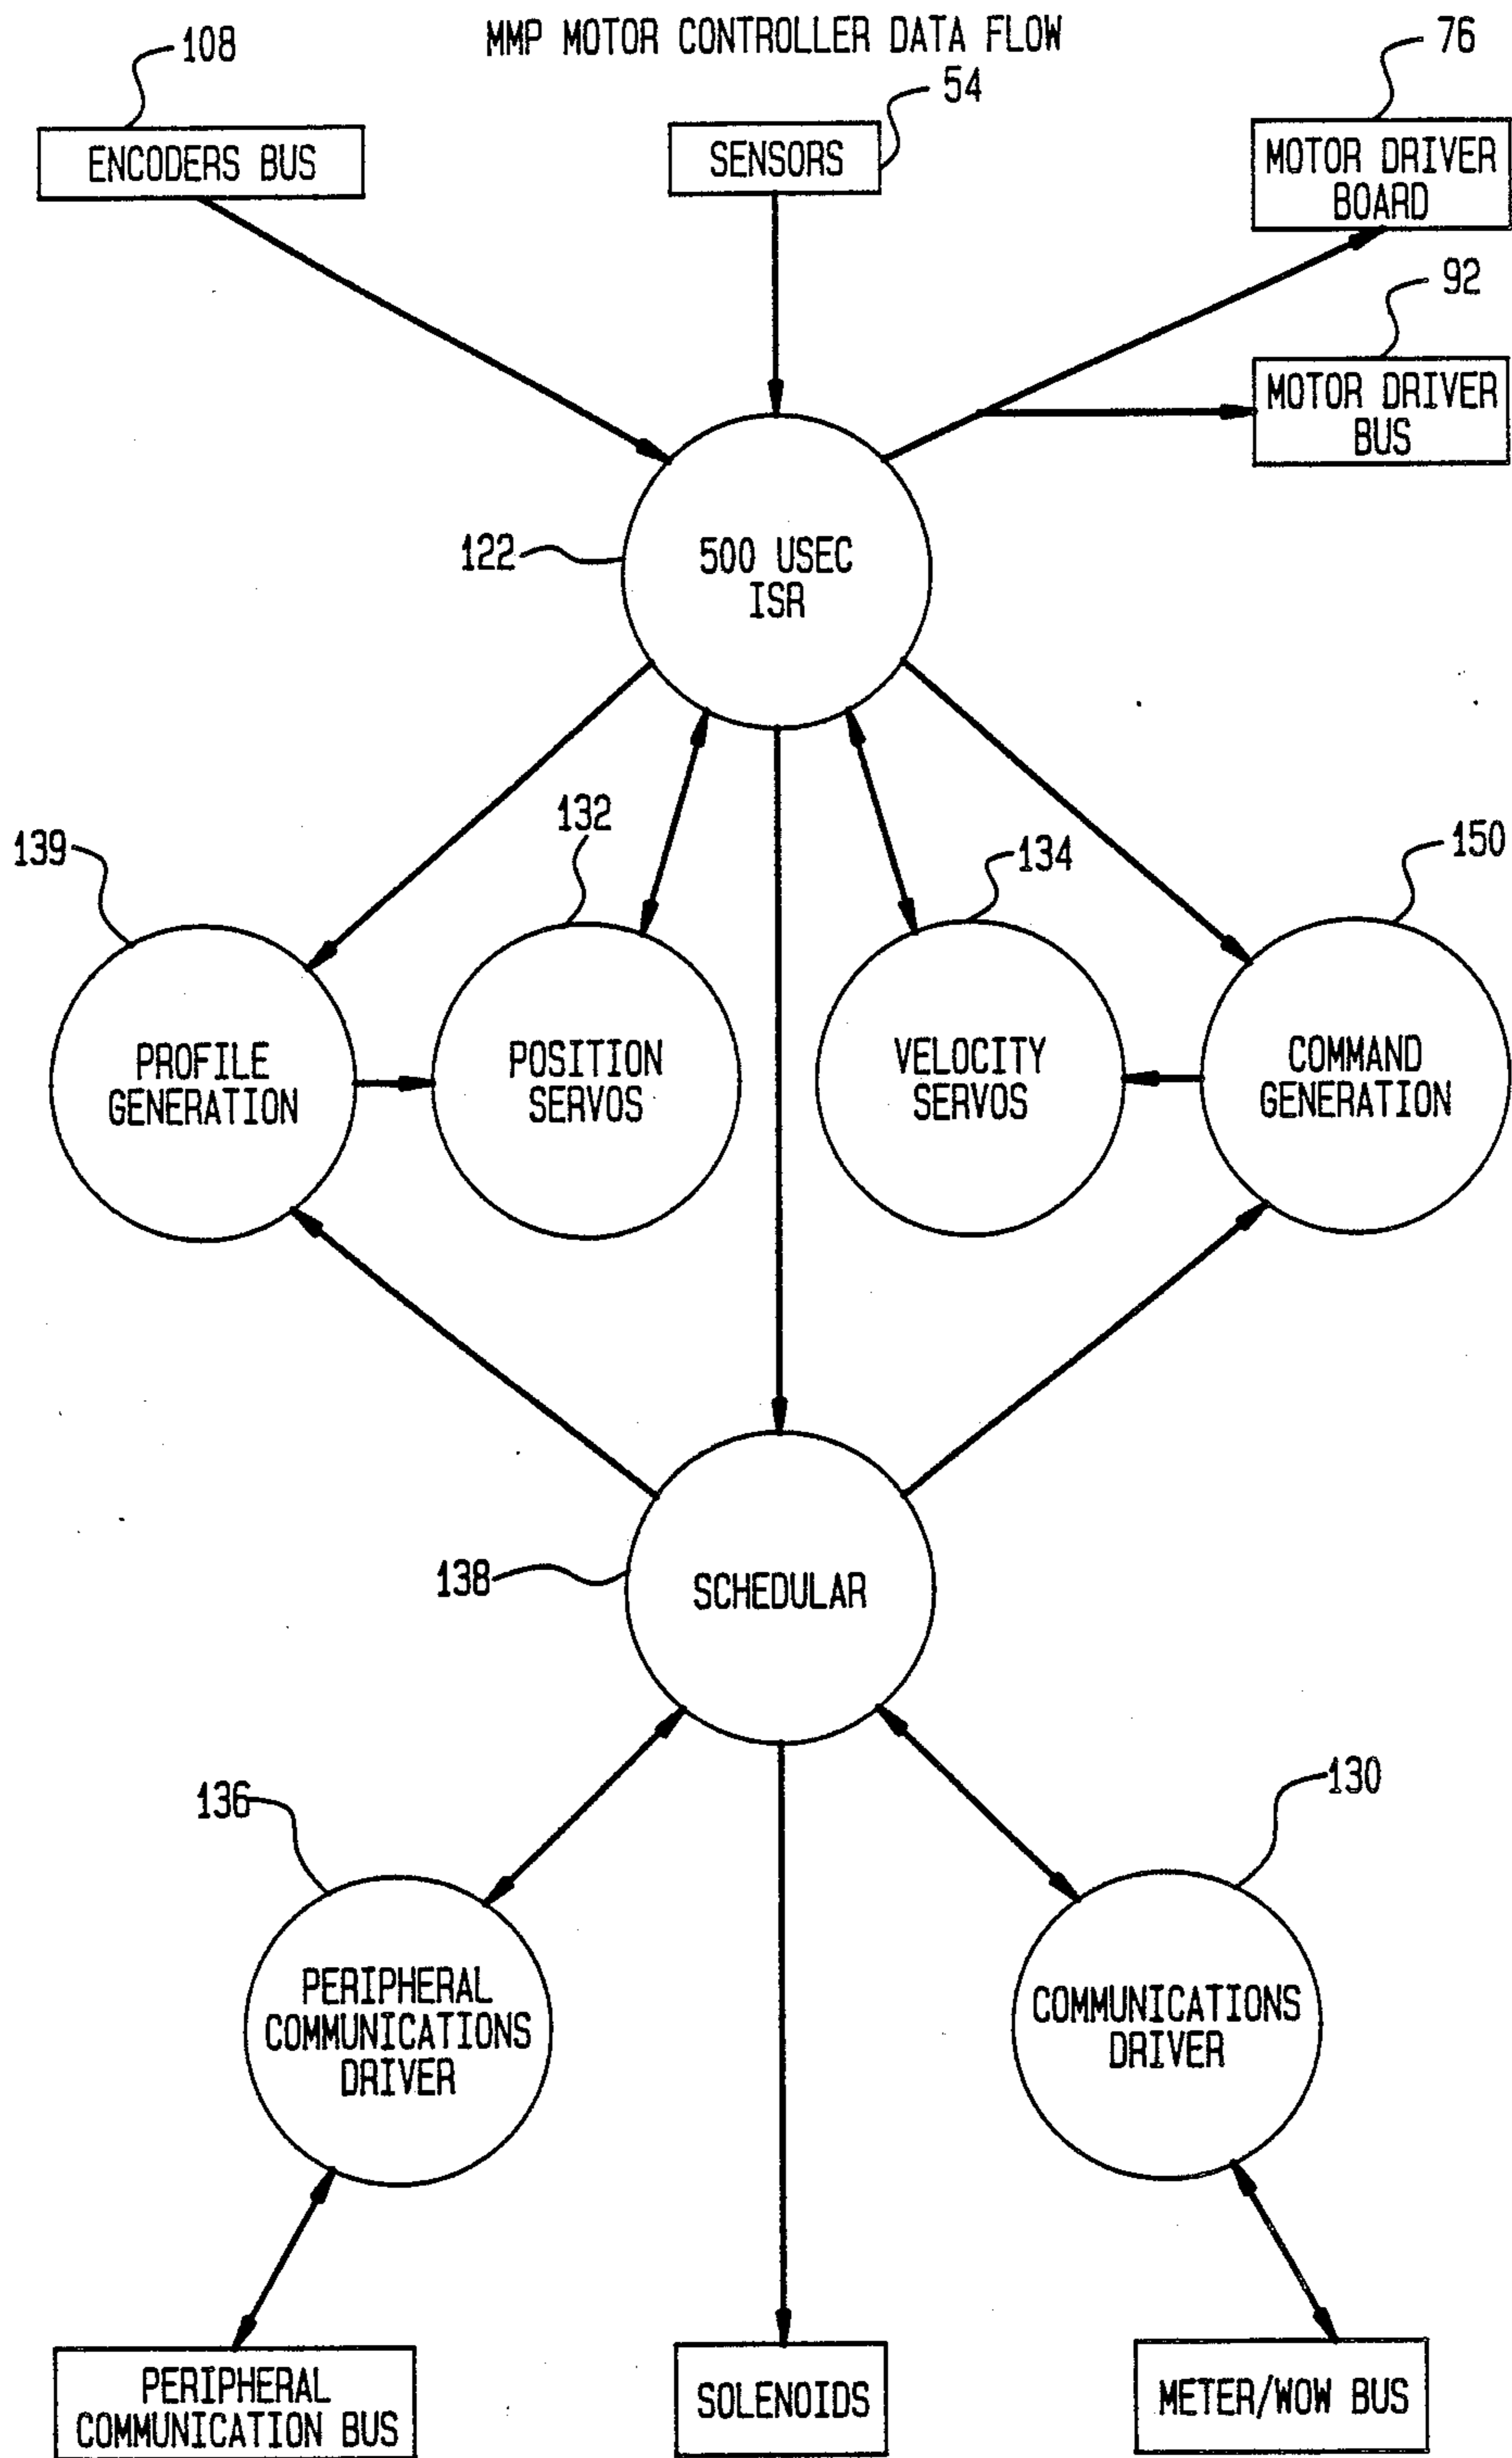 MMP MOTOR CONTROLLER DATA FLOW
108
54
76
ENCODERS BUS
SENSORS
MOTOR DRIVER
BOARD
92
MOTOR DRIVER
BUS
122
500 USEC
ISR
139
132
134
150
PROFILE
GENERATION
POSITION
SERVOS
VELOCITY
SERVOS
COMMAND
GENERATION
138
SCHEDULAR
136
130
PERIPHERAL
COMMUNICATIONS
DRIVER
COMMUNICATIONS
DRIVER
PERIPHERAL
COMMUNICATION BUS
SOLENOIDS
METER/WOW BUS